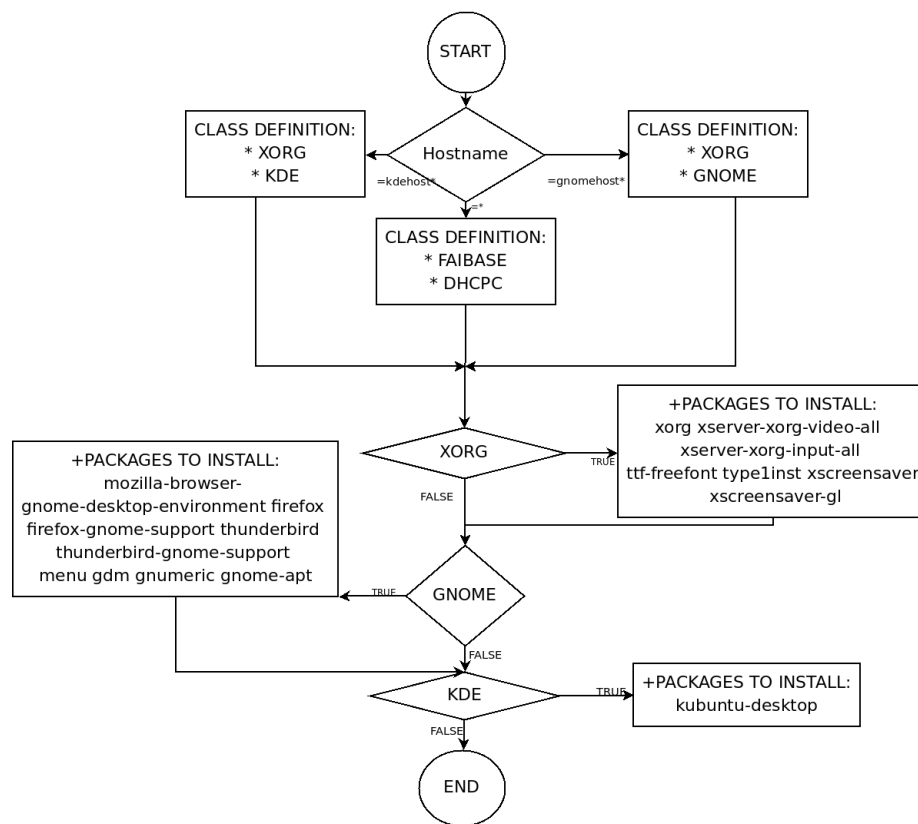 START
CLASS DEFINITION:
* XORG
* KDE
Hostname
CLASS DEFINITION:
* XORG
* GNOME
=kdehost*
=gnomehost*
=*
CLASS DEFINITION:
* FAIBASE
* DHCPC
+PACKAGES TO INSTALL:
xorg xserver-xorg-video-all
xserver-xorg-input-all
ttf-freefont type1inst xscreensaver
xscreensaver-gl
XORG
TRUE
FALSE
+PACKAGES TO INSTALL:
mozilla-browser-
gnome-desktop-environment firefox
firefox-gnome-support thunderbird
thunderbird-gnome-support
menu gdm gnumeric gnome-apt
TRUE
GNOME
FALSE
KDE
TRUE
+PACKAGES TO INSTALL:
kubuntu-desktop
FALSE
END